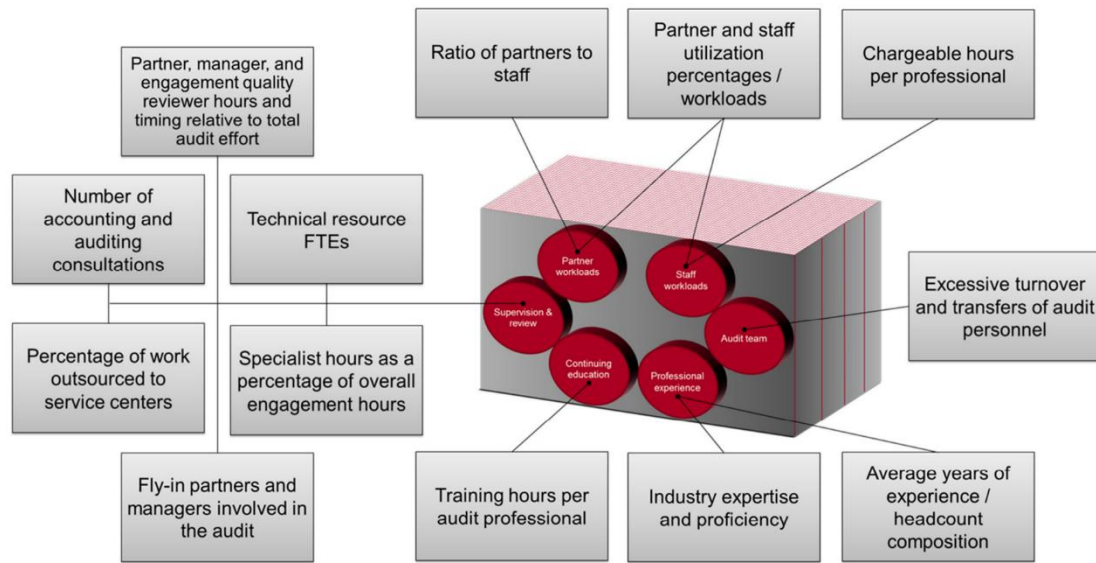 Partner, manager, and
engagement quality
reviewer hours and
timing relative to total
audit effort
Ratio of partners to
staff
Partner and staff
utilization
percentages /
workloads
Chargeable hours
per professional
Number of
accounting and
auditing
consultations
Technical resource
FTEs
Partner
workloads
Staff
workloads
Supervision &
review
Audit team
Continuing
education
Professional
experience
Excessive turnover
and transfers of audit
personnel
Percentage of work
outsourced to
service centers
Specialist hours as a
percentage of overall
engagement hours
Fly-in partners and
managers involved in
the audit
Training hours per
audit professional
Industry expertise
and proficiency
Average years of
experience /
headcount
composition